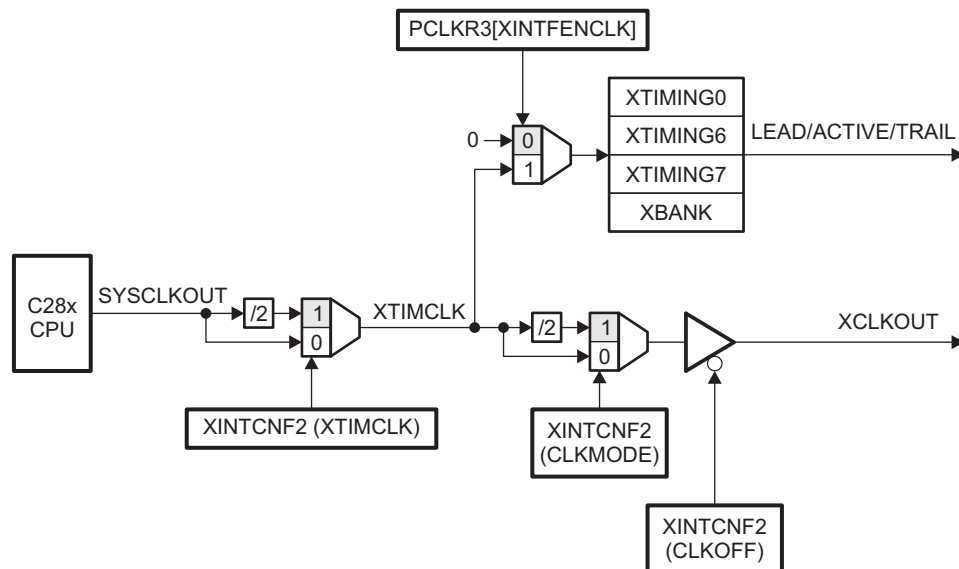 PCLKR3[XINTFENCLK]
XTIMING0
0
0
XTIMING6
LEAD/ACTIVE/TRAIL
1
XTIMING7
XBANK
C28x
CPU
SYSCLKOUT
/2
1
0
XTIMCLK
/2
1
0
XCLKOUT
XINTCNF2 (XTIMCLK)
XINTCNF2
(CLKMODE)
XINTCNF2
(CLKOFF)